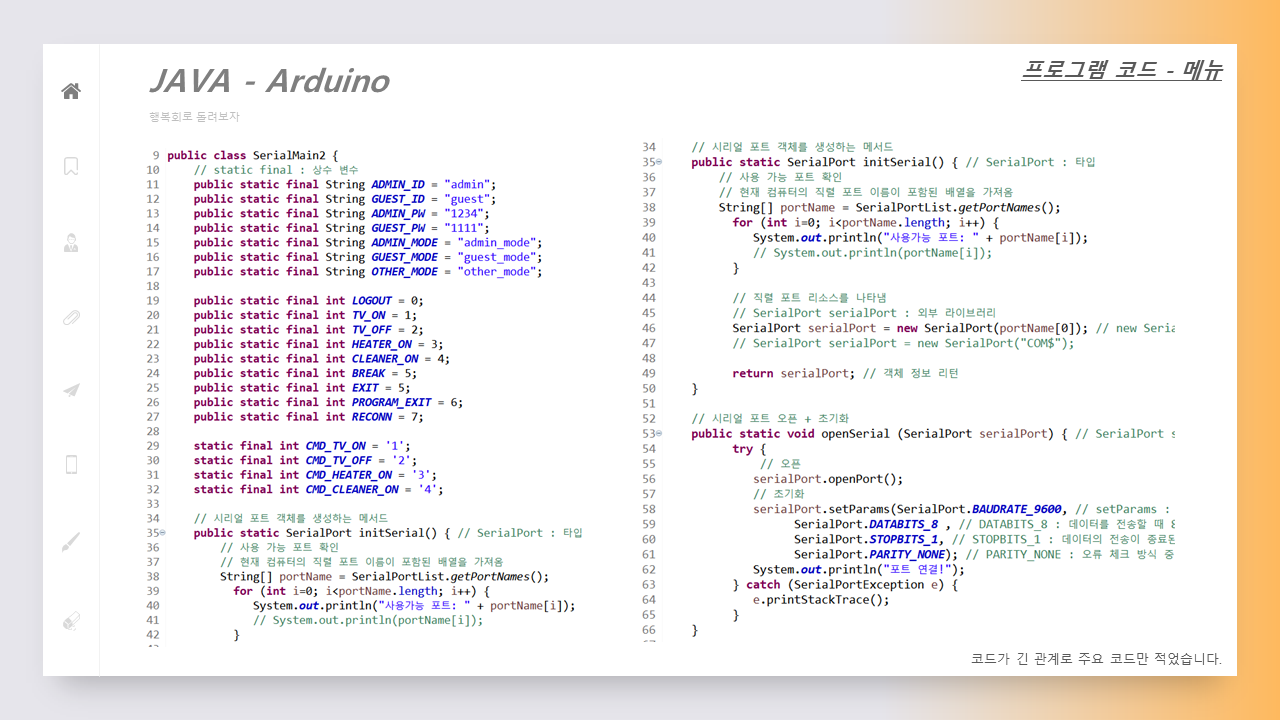 JAVA - Arduino
프로그램 코드 - 메뉴
행복회로 돌려보자
9 public class SerialMain2 {
10 // static final : 상수 변수
11 public static final String ADMIN_ID = "admin";
12 public static final String GUEST_ID = "guest";
13 public static final String ADMIN_PW = "1234";
14 public static final String GUEST_PW = "1111";
15 public static final String ADMIN_MODE = "admin_mode";
16 public static final String GUEST_MODE = "guest_mode";
17 public static final String OTHER_MODE = "other_mode";
18
19 public static final int LOGOUT = 0;
20 public static final int TV_ON = 1;
21 public static final int TV_OFF = 2;
22 public static final int HEATER_ON = 3;
23 public static final int CLEANER_ON = 4;
24 public static final int BREAK = 5;
25 public static final int EXIT = 5;
26 public static final int PROGRAM_EXIT = 6;
27 public static final int RECONN = 7;
28
29 static final int CMD_TV_ON = '1';
30 static final int CMD_TV_OFF = '2';
31 static final int CMD_HEATER_ON = '3';
32 static final int CMD_CLEANER_ON = '4';
33
34 // 시리얼 포트 객체를 생성하는 메서드
35 public static SerialPort initSerial() { // SerialPort : 타입
36 // 사용 가능 포트 확인
37 // 현재 컴퓨터의 직렬 포트 이름이 포함된 배열을 가져옴
38 String[] portName = SerialPortList.getPortNames();
39 for (int i=0; i<portName.length; i++) {
40 System.out.println("사용가능 포트: " + portName[i]);
41 // System.out.println(portName[i]);
42 }
34 // 시리얼 포트 객체를 생성하는 메서드
35 public static SerialPort initSerial() { // SerialPort : 타입
36 // 사용 가능 포트 확인
37 // 현재 컴퓨터의 직렬 포트 이름이 포함된 배열을 가져옴
38 String[] portName = SerialPortList.getPortNames();
39 for (int i=0; i<portName.length; i++) {
40 System.out.println("사용가능 포트: " + portName[i]);
41 // System.out.println(portName[i]);
42 }
43
44 // 직렬 포트 리소스를 나타냄
45 // SerialPort serialPort : 외부 라이브러리
46 SerialPort serialPort = new SerialPort(portName[0]); // new Seria
47 // SerialPort serialPort = new SerialPort("COM$");
48
49 return serialPort; // 객체 정보 리턴
50 }
51
52 // 시리얼 포트 오픈 + 초기화
53 public static void openSerial (SerialPort serialPort) { // SerialPort s
54 try {
55 // 오픈
56 serialPort.openPort();
57 // 초기화
58 serialPort.setParams(SerialPort.BAUDRATE_9600, // setParams :
59 SerialPort.DATABITS_8 , // DATABITS_8 : 데이터를 전송할 때 8
60 SerialPort.STOPBITS_1, // STOPBITS_1 : 데이터의 전송이 종료된
61 SerialPort.PARITY_NONE); // PARITY_NONE : 오류 체크 방식 중
62 System.out.println("포트 연결!");
63 } catch (SerialPortException e) {
64 e.printStackTrace();
65 }
66 }
코드가 긴 관계로 주요 코드만 적었습니다.